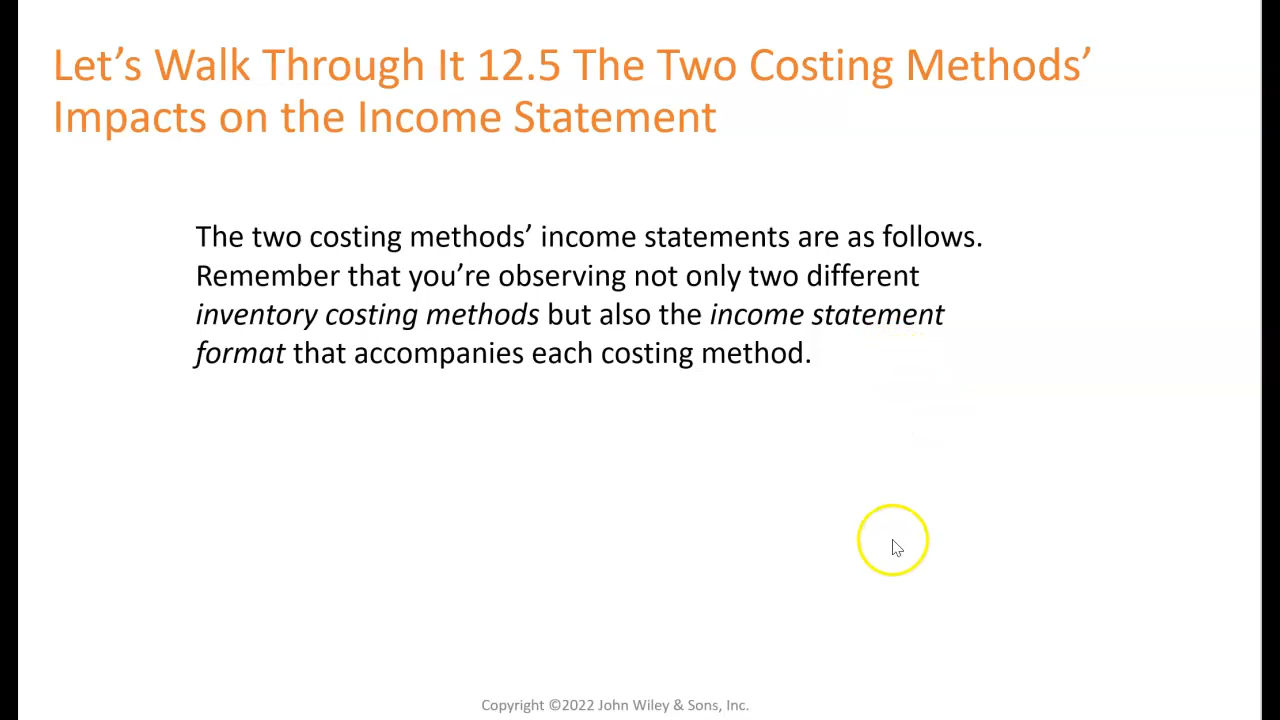 Let’s Walk Through It 12.5 The Two Costing Methods’
Impacts on the Income Statement
The two costing methods’ income statements are as follows.
Remember that you’re observing not only two different
inventory costing methods but also the income statement
format that accompanies each costing method.
Copyright ©2022 John Wiley & Sons, Inc.